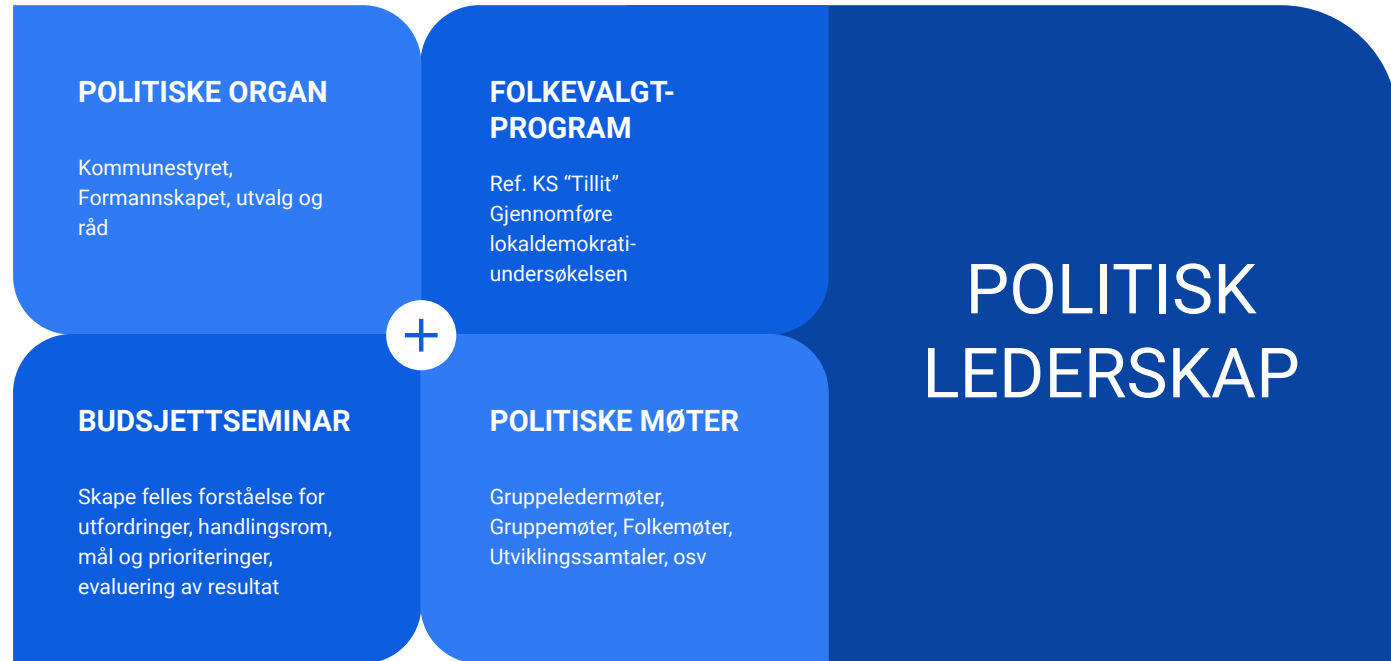 POLITISKE ORGAN
Kommunestyret,
Formannskapet, utvalg og
råd
FOLKEVALGT-
PROGRAM
Ref. KS “Tillit”
Gjennomføre
lokaldemokrati-
undersøkelsen
BUDSJETTSEMINAR
Skape felles forståelse for
utfordringer, handlingsrom,
mål og prioriteringer,
evaluering av resultat
POLITISKE MØTER
Gruppeledermøter,
Gruppemøter, Folkemøter,
Utviklingssamtaler, osv
POLITISK
LEDERSKAP